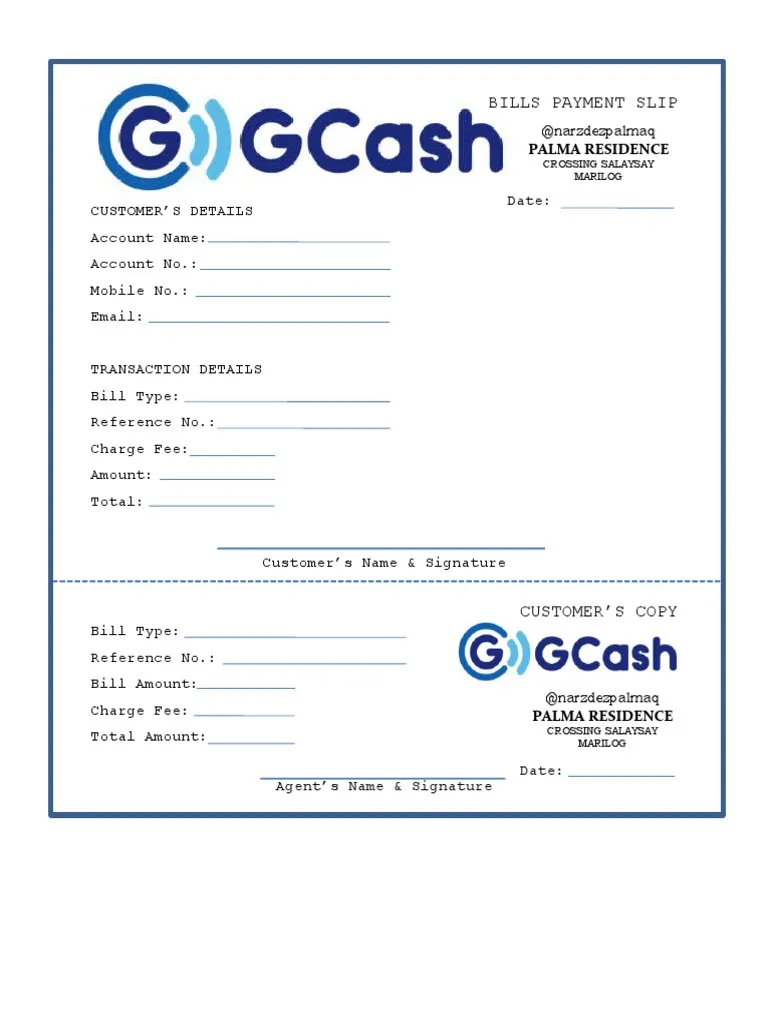 G GCash
BILLS PAYMENT SLIP
@narzdezpalmaq
PALMA RESIDENCE
CROSSING SALAYSAY
MARILOG
Date:
CUSTOMER’S DETAILS
Account Name:
Account No.:
Mobile No.:
Email:
TRANSACTION DETAILS
Bill Type:
Reference No.:
Charge Fee:
Amount:
Total:
Customer’s Name & Signature
CUSTOMER’S COPY
G GCash
@narzdezpalmaq
PALMA RESIDENCE
CROSSING SALAYSAY
MARILOG
Date:
Bill Type:
Reference No.:
Bill Amount:
Charge Fee:
Total Amount:
Agent’s Name & Signature